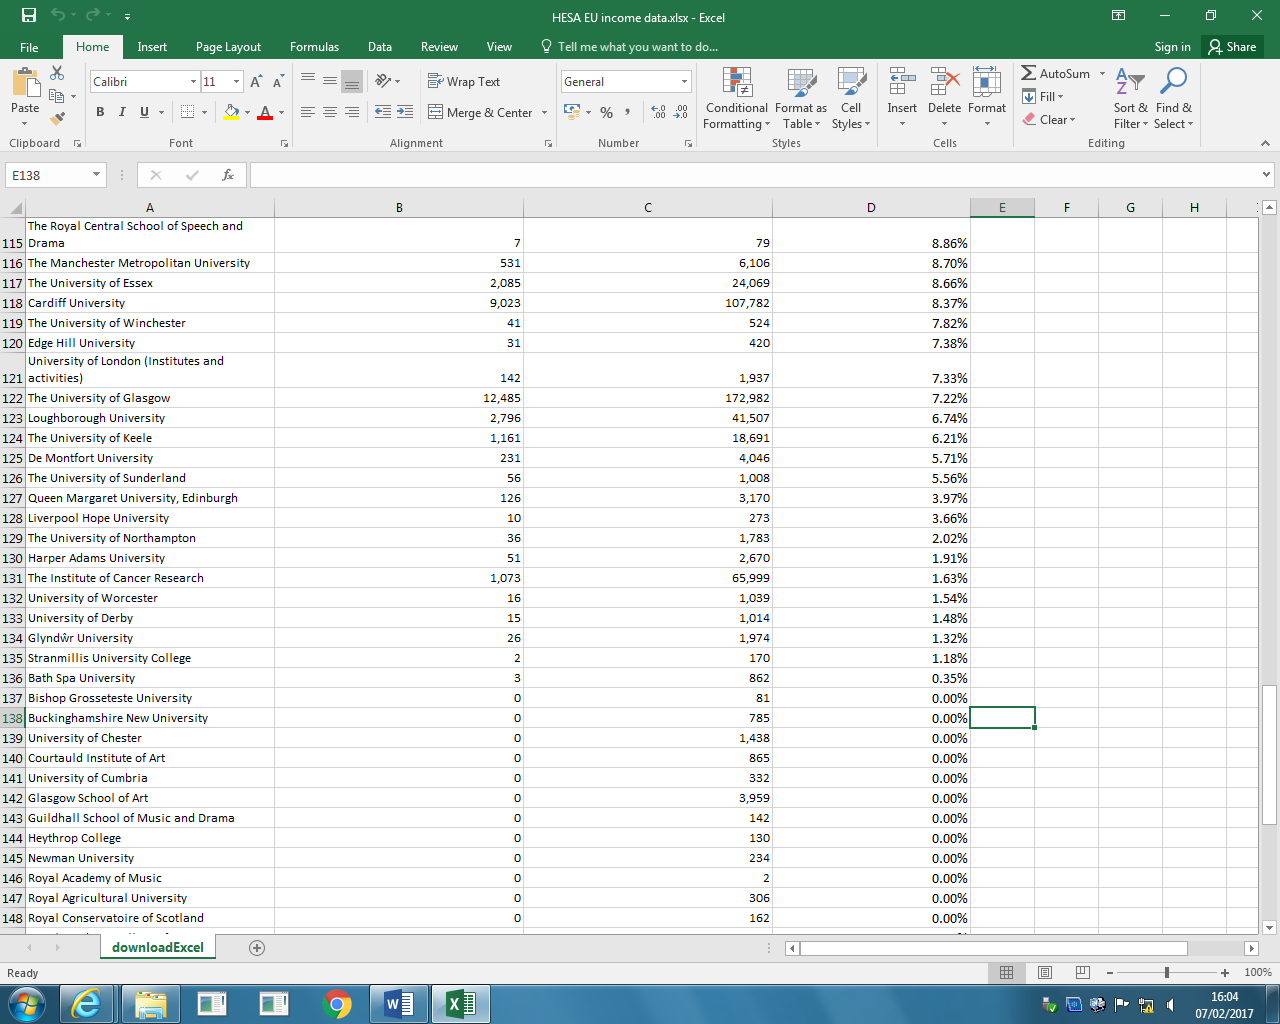 HESA EU income data.xlsx - Excel
File Home Insert Page Layout Formulas Data Review View Tell me what you want to do... Sign in Share
Paste
Calibri 11
B I U
A A
Wrap Text
Merge & Center
General
% ,
Conditional Formatting
Format as Table
Cell Styles
Insert Delete Format
AutoSum
Fill
Clear
Sort & Filter
Find & Select
Clipboard Font Alignment Number Styles Cells Editing
E138 fx
A B C D E F G H
The Royal Central School of Speech and
115 Drama 7 79 8.86%
116 The Manchester Metropolitan University 531 6,106 8.70%
117 The University of Essex 2,085 24,069 8.66%
118 Cardiff University 9,023 107,782 8.37%
119 The University of Winchester 41 524 7.82%
120 Edge Hill University 31 420 7.38%
University of London (Institutes and
121 activities) 142 1,937 7.33%
122 The University of Glasgow 12,485 172,982 7.22%
123 Loughborough University 2,796 41,507 6.74%
124 The University of Keele 1,161 18,691 6.21%
125 De Montfort University 231 4,046 5.71%
126 The University of Sunderland 56 1,008 5.56%
127 Queen Margaret University, Edinburgh 126 3,170 3.97%
128 Liverpool Hope University 10 273 3.66%
129 The University of Northampton 36 1,783 2.02%
130 Harper Adams University 51 2,670 1.91%
131 The Institute of Cancer Research 1,073 65,999 1.63%
132 University of Worcester 16 1,039 1.54%
133 University of Derby 15 1,014 1.48%
134 Glyndŵr University 26 1,974 1.32%
135 Stranmillis University College 2 170 1.18%
136 Bath Spa University 3 862 0.35%
137 Bishop Grosseteste University 0 81 0.00%
138 Buckinghamshire New University 0 785 0.00%
139 University of Chester 0 1,438 0.00%
140 Courtauld Institute of Art 0 865 0.00%
141 University of Cumbria 0 332 0.00%
142 Glasgow School of Art 0 3,959 0.00%
143 Guildhall School of Music and Drama 0 142 0.00%
144 Heythrop College 0 130 0.00%
145 Newman University 0 234 0.00%
146 Royal Academy of Music 0 2 0.00%
147 Royal Agricultural University 0 306 0.00%
148 Royal Conservatoire of Scotland 0 162 0.00%
downloadExcel
Ready 100%
16:04
07/02/2017